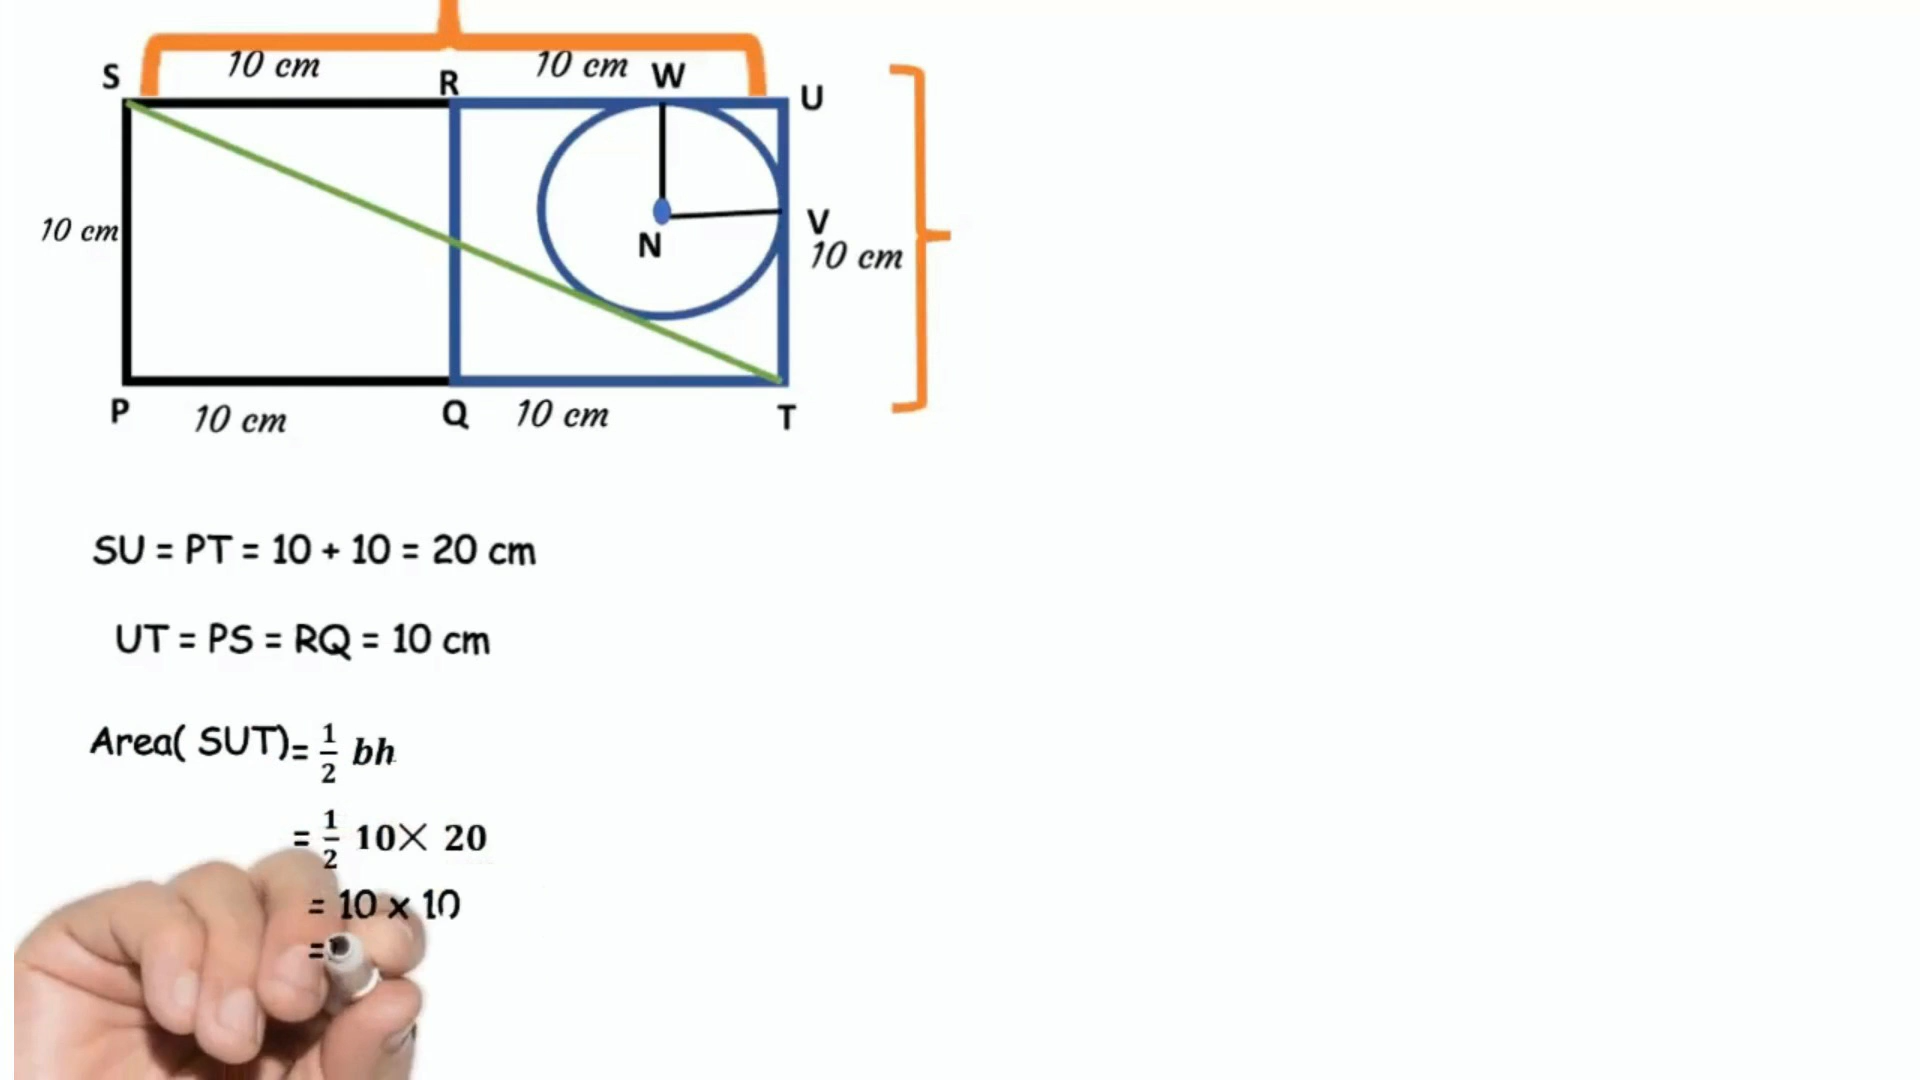 10 cm 10 cm W
S R U
10 cm V
N 10 cm
P 10 cm Q 10 cm T
SU = PT = 10 + 10 = 20 cm
UT = PS = RQ = 10 cm
Area( SUT)= 1/2 bh
= 1/2 10× 20
= 10 x 10
=